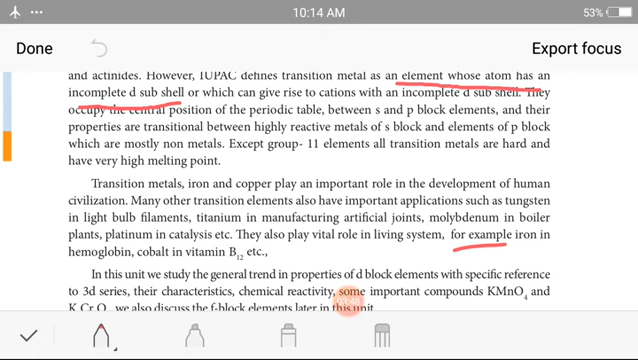 10:14 AM
53%
Done
Export focus
and actinides. However, IUPAC defines transition metal as an element whose atom has an
incomplete d sub shell or which can give rise to cations with an incomplete d sub shell. They
occupy the central position of the periodic table, between s and p block elements, and their
properties are transitional between highly reactive metals of s block and elements of p block
which are mostly non metals. Except group- 11 elements all transition metals are hard and
have very high melting point.
Transition metals, iron and copper play an important role in the development of human
civilization. Many other transition elements also have important applications such as tungsten
in light bulb filaments, titanium in manufacturing artificial joints, molybdenum in boiler
plants, platinum in catalysis etc. They also play vital role in living system, for example iron in
hemoglobin, cobalt in vitamin B12 etc.,
In this unit we study the general trend in properties of d block elements with specific reference
to 3d series, their characteristics, chemical reactivity, some important compounds KMnO4 and
K Cr O we also discuss the f-block elements later in this unit
03:48